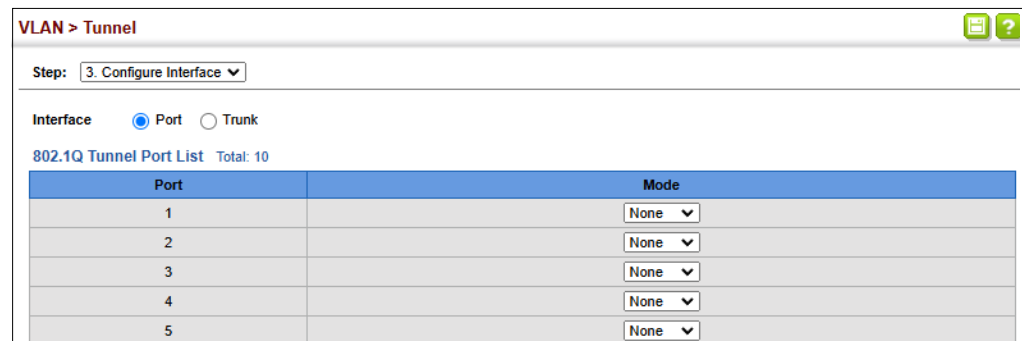 VLAN > Tunnel
?
Step: 3. Configure Interface
Interface Port Trunk
802.1Q Tunnel Port List Total: 10
Port Mode
1 None
2 None
3 None
4 None
5 None